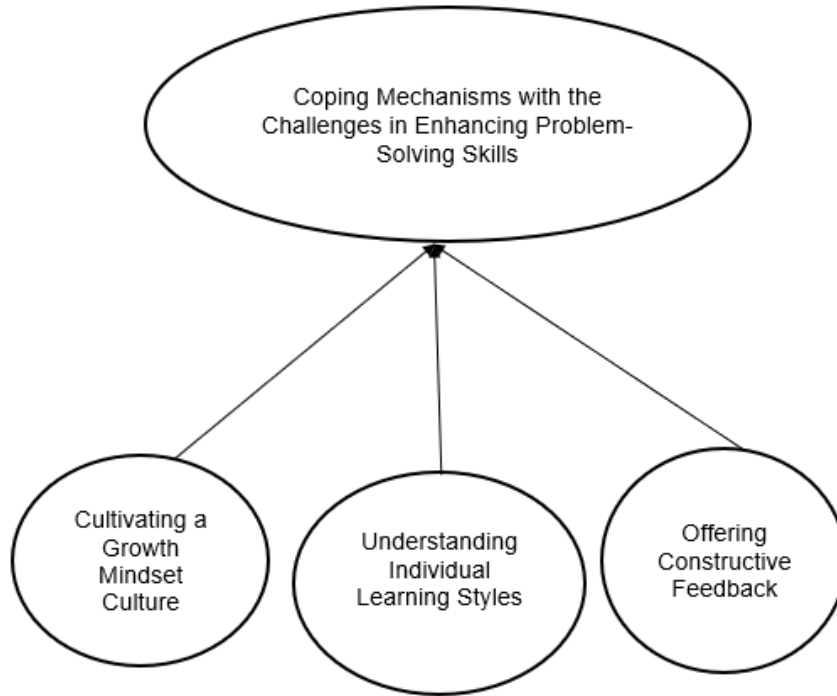 Coping Mechanisms with the
Challenges in Enhancing Problem-
Solving Skills
Cultivating a
Growth
Mindset
Culture
Understanding
Individual
Learning Styles
Offering
Constructive
Feedback